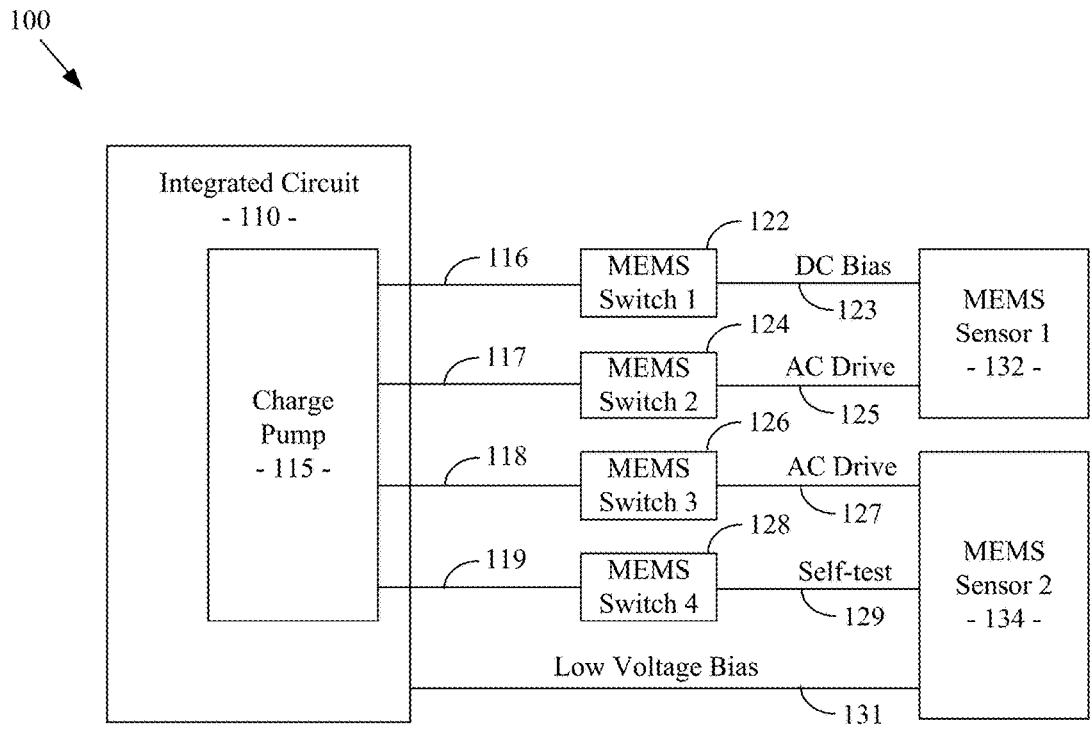 100
Integrated Circuit
- 110 -
Charge
Pump
- 115 -
116
MEMS
Switch 1
122
DC Bias
123
MEMS
Sensor 1
- 132 -
117
MEMS
Switch 2
124
AC Drive
125
118
MEMS
Switch 3
126
AC Drive
127
119
MEMS
Switch 4
128
Self-test
129
MEMS
Sensor 2
- 134 -
Low Voltage Bias
131